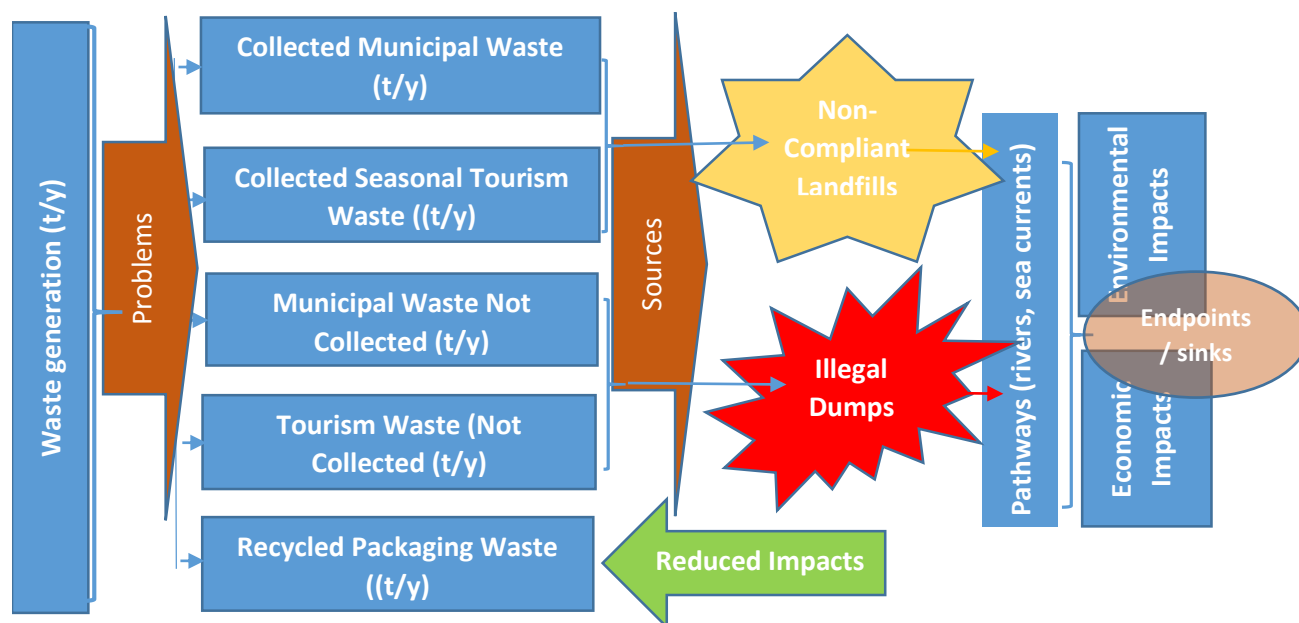 Waste generation (t/y)
Problems
Collected Municipal Waste
(t/y)
Collected Seasonal Tourism
Waste ((t/y)
Municipal Waste Not
Collected (t/y)
Tourism Waste (Not
Collected (t/y)
Recycled Packaging Waste
((t/y)
Sources
Non-
Compliant
Landfills
Illegal
Dumps
Reduced Impacts
Pathways (rivers, sea currents)
Environmental
Impacts
Endpoints
/ sinks
Economic
Impacts